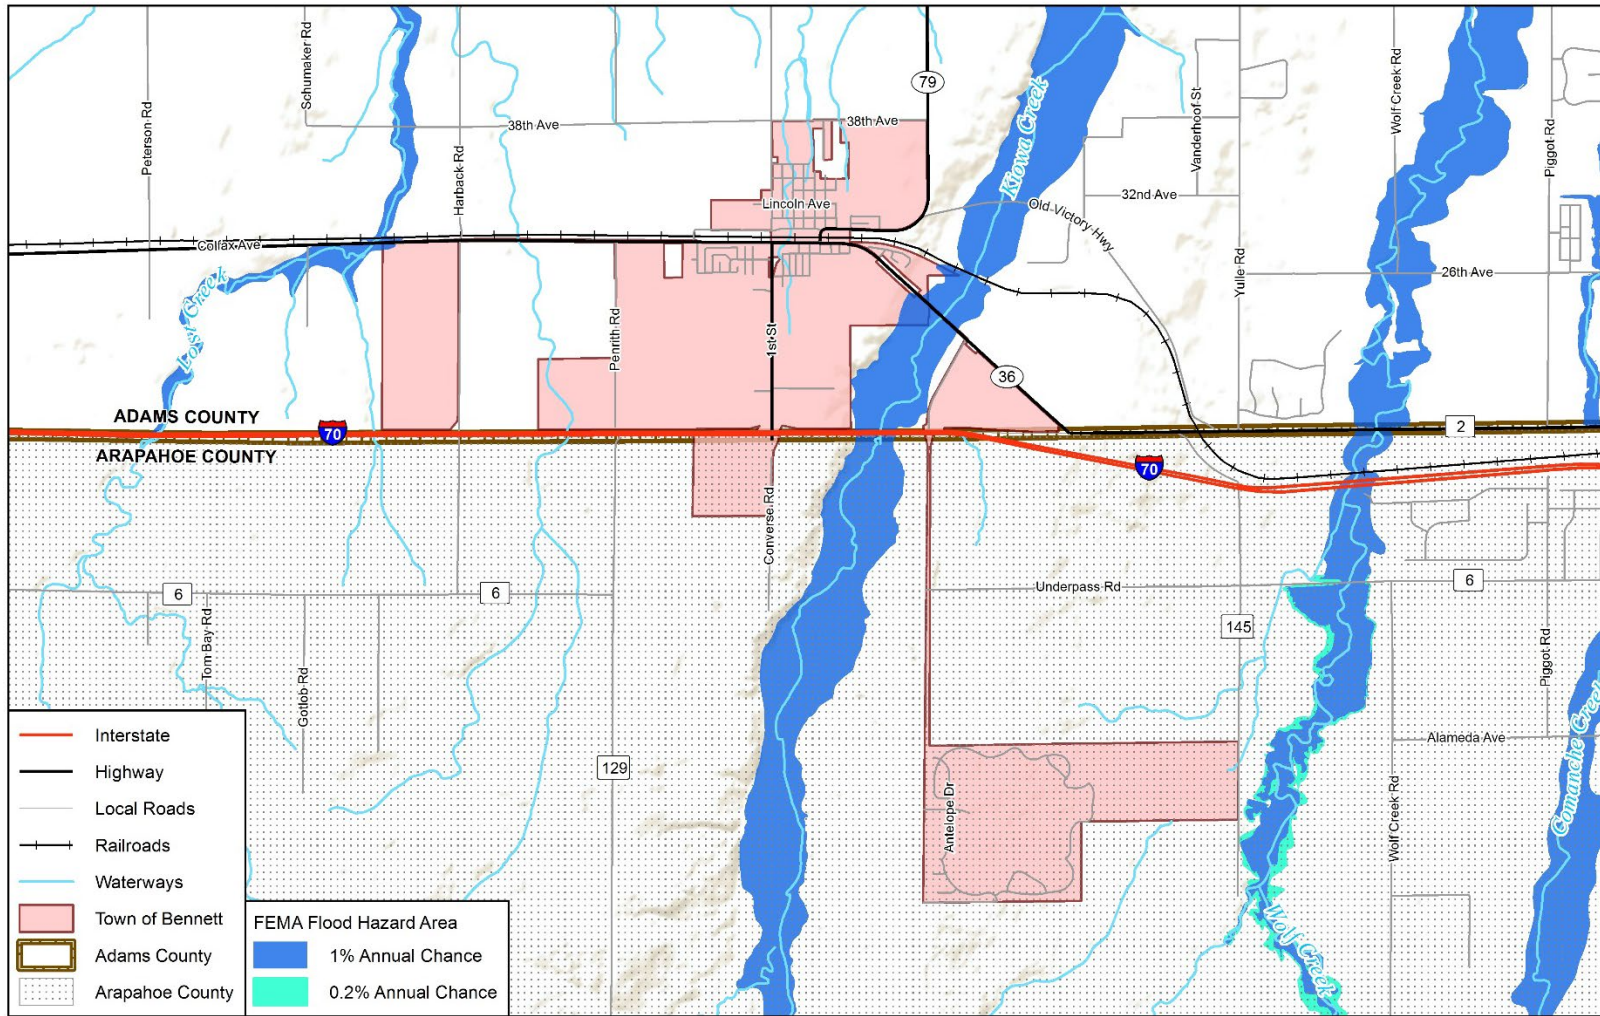 Peterson Rd
Schumaker Rd
Harback Rd
38th Ave
38th Ave
79
Kiowa Creek
Vanderhoof St
Wolf Creek Rd
Piggot Rd
32nd Ave
Lincoln Ave
Old Victory Hwy
Colfax Ave
Yulle Rd
26th Ave
Lost Creek
Penrith Rd
1st St
36
ADAMS COUNTY
70
2
ARAPAHOE COUNTY
70
Converse Rd
6
6
Underpass Rd
6
Tom Bay Rd
Gotlob Rd
145
Piggot Rd
129
Alameda Ave
Antelope Dr
Wolf Creek Rd
Comanche Creek
Wolf Creek
Interstate
Highway
Local Roads
Railroads
Waterways
Town of Bennett
Adams County
Arapahoe County
FEMA Flood Hazard Area
1% Annual Chance
0.2% Annual Chance